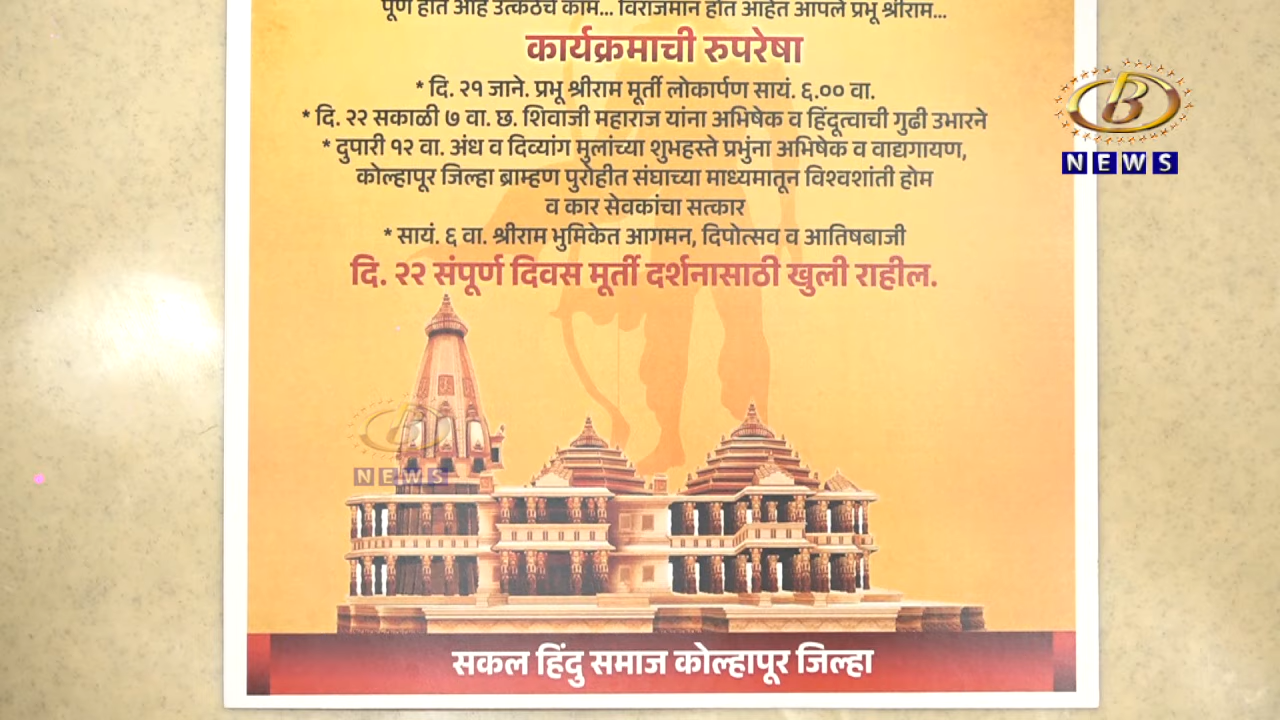 पूर्ण होत आहे उत्कंठेचे काम... विराजमान होत आहेत आपले प्रभू श्रीराम...
कार्यक्रमाची रुपरेषा
* दि. २१ जाने. प्रभू श्रीराम मूर्ती लोकार्पण सायं. ६.०० वा.
* दि. २२ सकाळी ७ वा. छ. शिवाजी महाराज यांना अभिषेक व हिंदूत्वाची गुढी उभारने
* दुपारी १२ वा. अंध व दिव्यांग मुलांच्या शुभहस्ते प्रभुंना अभिषेक व वाद्यगायण,
कोल्हापूर जिल्हा ब्राम्हण पुरोहीत संघाच्या माध्यमातून विश्वशांती होम
व कार सेवकांचा सत्कार
* सायं. ६ वा. श्रीराम भुमिकेत आगमन, दिपोत्सव व आतिषबाजी
दि. २२ संपूर्ण दिवस मूर्ती दर्शनासाठी खुली राहील.
सकल हिंदु समाज कोल्हापूर जिल्हा
B
NEWS
B
NEWS